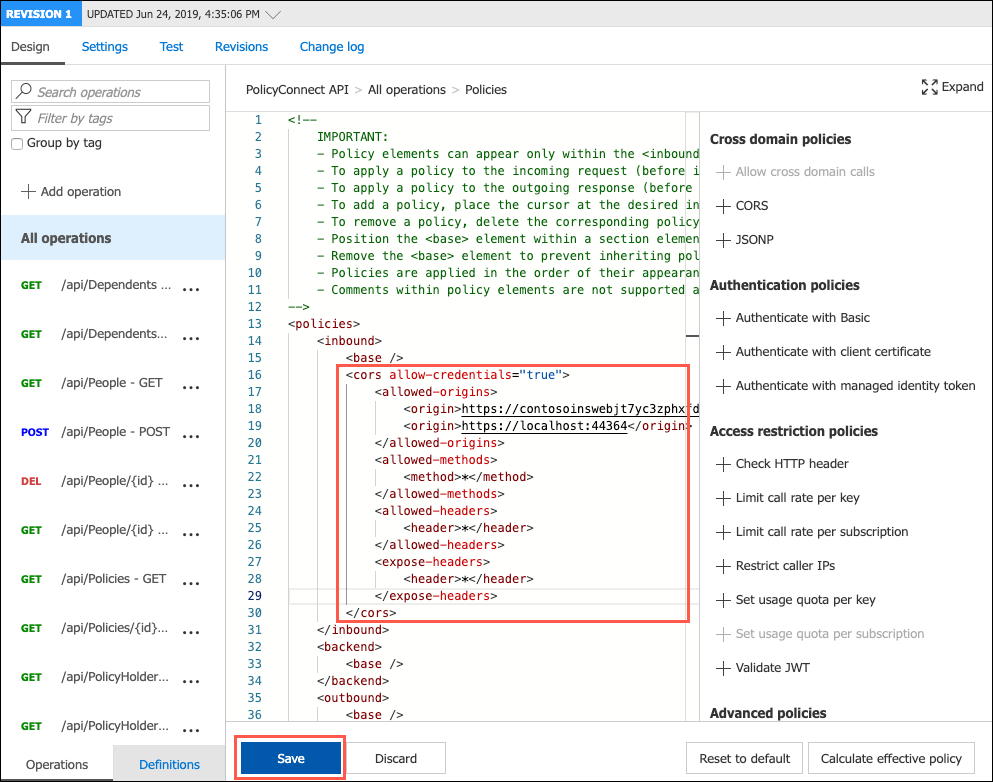 REVISION 1 UPDATED Jun 24, 2019, 4:35:06 PM
Design Settings Test Revisions Change log
Search operations
Filter by tags
Group by tag
Add operation
All operations
GET /api/Dependents ... ...
GET /api/Dependents... ...
GET /api/People - GET ...
POST /api/People - POST ...
DEL /api/People/{id} ... ...
GET /api/People/{id} ... ...
GET /api/Policies - GET ...
GET /api/Policies/{id}... ...
GET /api/PolicyHolder... ...
GET /api/PolicyHolder... ...
Operations Definitions
PolicyConnect API > All operations > Policies
Expand
1 <!--
2 IMPORTANT:
3 - Policy elements can appear only within the <inbound
4 - To apply a policy to the incoming request (before i
5 - To apply a policy to the outgoing response (before
6 - To add a policy, place the cursor at the desired in
7 - To remove a policy, delete the corresponding policy
8 - Position the <base> element within a section elemen
9 - Remove the <base> element to prevent inheriting pol
10 - Policies are applied in the order of their appearan
11 - Comments within policy elements are not supported a
12 -->
13 <policies>
14 <inbound>
15 <base />
16 <cors allow-credentials="true">
17 <allowed-origins>
18 <origin>https://contosoinswebjt7yc3zphxfd
19 <origin>https://localhost:44364</origin>
20 </allowed-origins>
21 <allowed-methods>
22 <method>*</method>
23 </allowed-methods>
24 <allowed-headers>
25 <header>*</header>
26 </allowed-headers>
27 <expose-headers>
28 <header>*</header>
29 </expose-headers>
30 </cors>
31 </inbound>
32 <backend>
33 <base />
34 </backend>
35 <outbound>
36 <base />
Cross domain policies
Allow cross domain calls
CORS
JSONP
Authentication policies
Authenticate with Basic
Authenticate with client certificate
Authenticate with managed identity token
Access restriction policies
Check HTTP header
Limit call rate per key
Limit call rate per subscription
Restrict caller IPs
Set usage quota per key
Set usage quota per subscription
Validate JWT
Advanced policies
Save Discard Reset to default Calculate effective policy